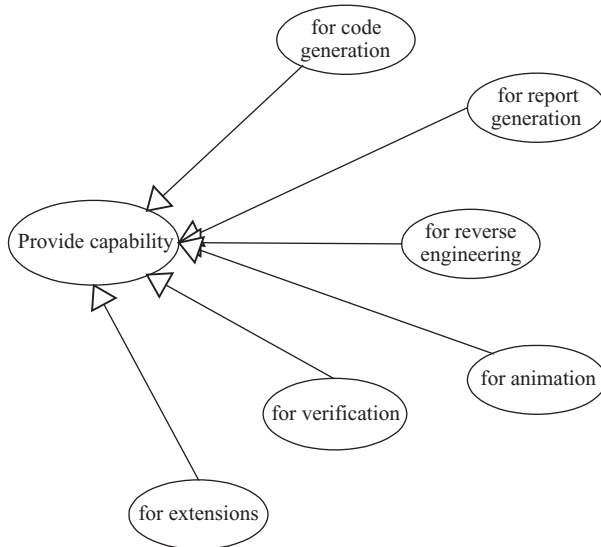 for code
generation
for report
generation
Provide capability
for reverse
engineering
for animation
for verification
for extensions